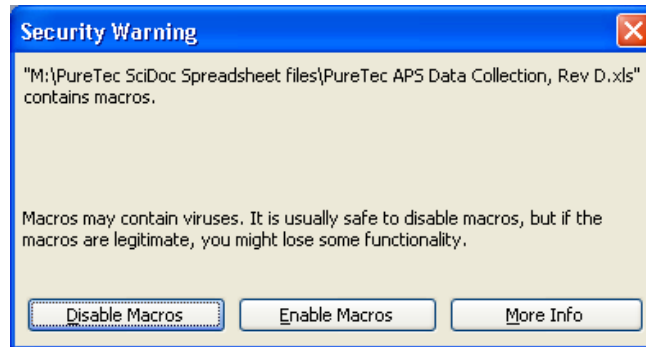 Security Warning
"M:\PureTec SciDoc Spreadsheet files\PureTec APS Data Collection, Rev D.xls"
contains macros.
Macros may contain viruses. It is usually safe to disable macros, but if the
macros are legitimate, you might lose some functionality.
Disable Macros
Enable Macros
More Info